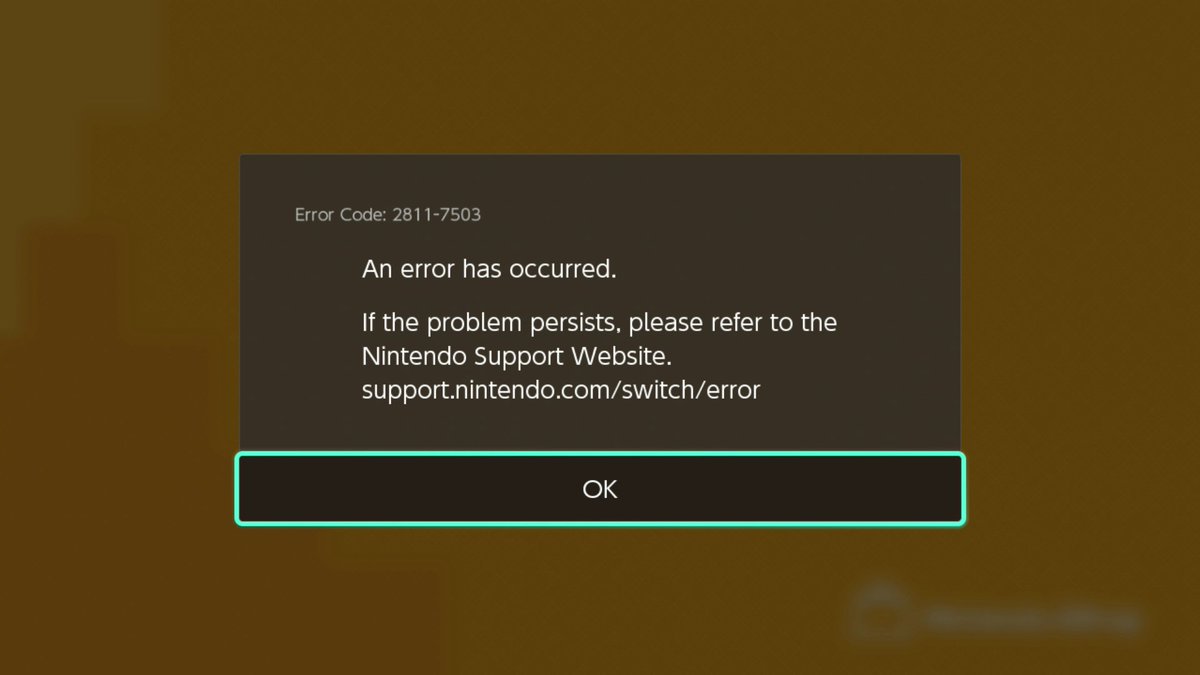 Error Code: 2811-7503
An error has occurred.
If the problem persists, please refer to the
Nintendo Support Website.
support.nintendo.com/switch/error
OK